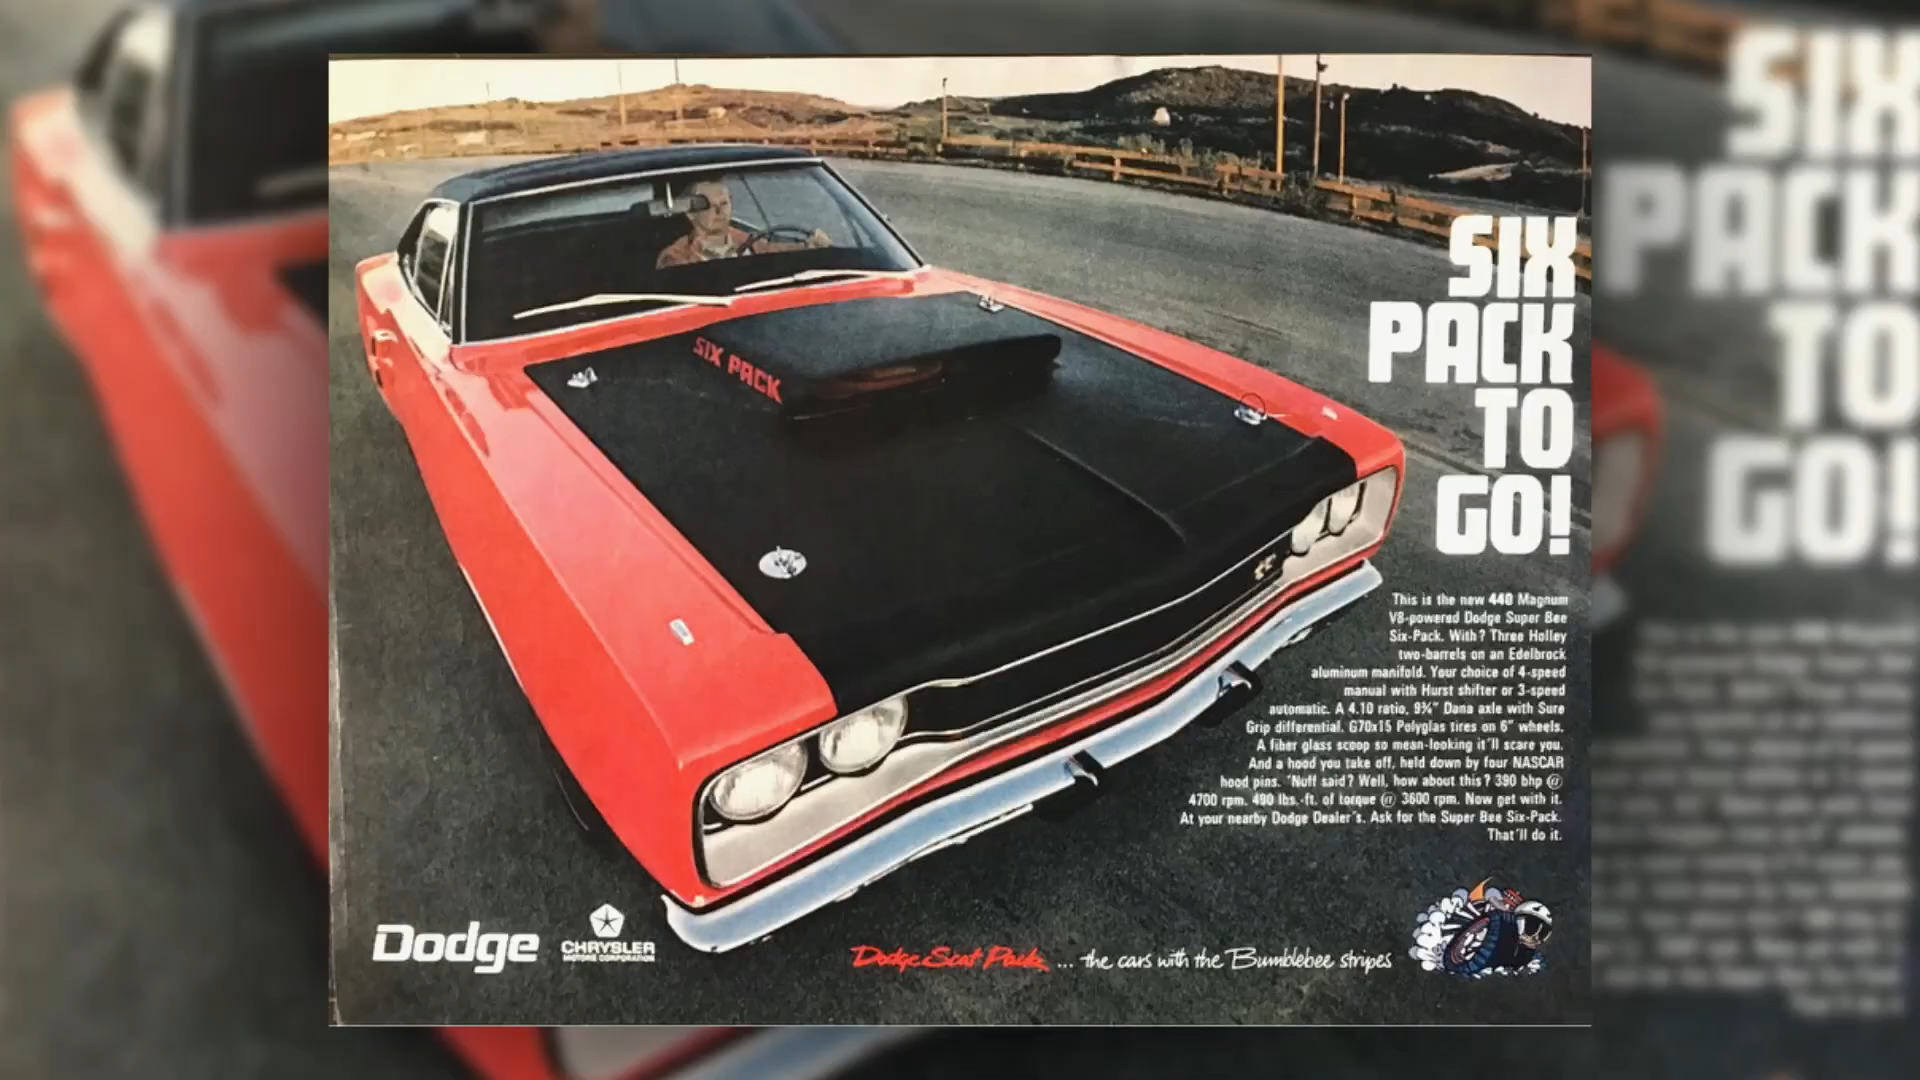 SIX PACK
SIX
PACK
TO
GO!
This is the new 440 Magnum
V8-powered Dodge Super Bee
Six-Pack. With? Three Holley
two-barrels on an Edelbrock
aluminum manifold. Your choice of 4-speed
manual with Hurst shifter or 3-speed
automatic. A 4.10 ratio, 9¾" Dana axle with Sure
Grip differential. G70x15 Polyglas tires on 6" wheels.
A fiber glass scoop so mean-looking it'll scare you.
And a hood you take off, held down by four NASCAR
hood pins. 'Nuff said? Well, how about this? 390 bhp @
4700 rpm. 490 lbs.-ft. of torque @ 3600 rpm. Now get with it.
At your nearby Dodge Dealer's. Ask for the Super Bee Six-Pack.
That'll do it.
Dodge
CHRYSLER
MOTORS CORPORATION
Dodge Scat Pack ... the cars with the Bumblebee stripes
SIX
PACK
TO
GO!